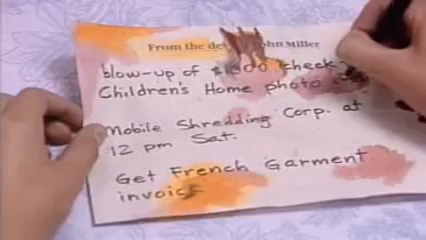 From the John Miller
blow-up of check
Children's Home photo
Mobile Shredding Corp. at
12 pm Sat.
Get French Garment
invoice